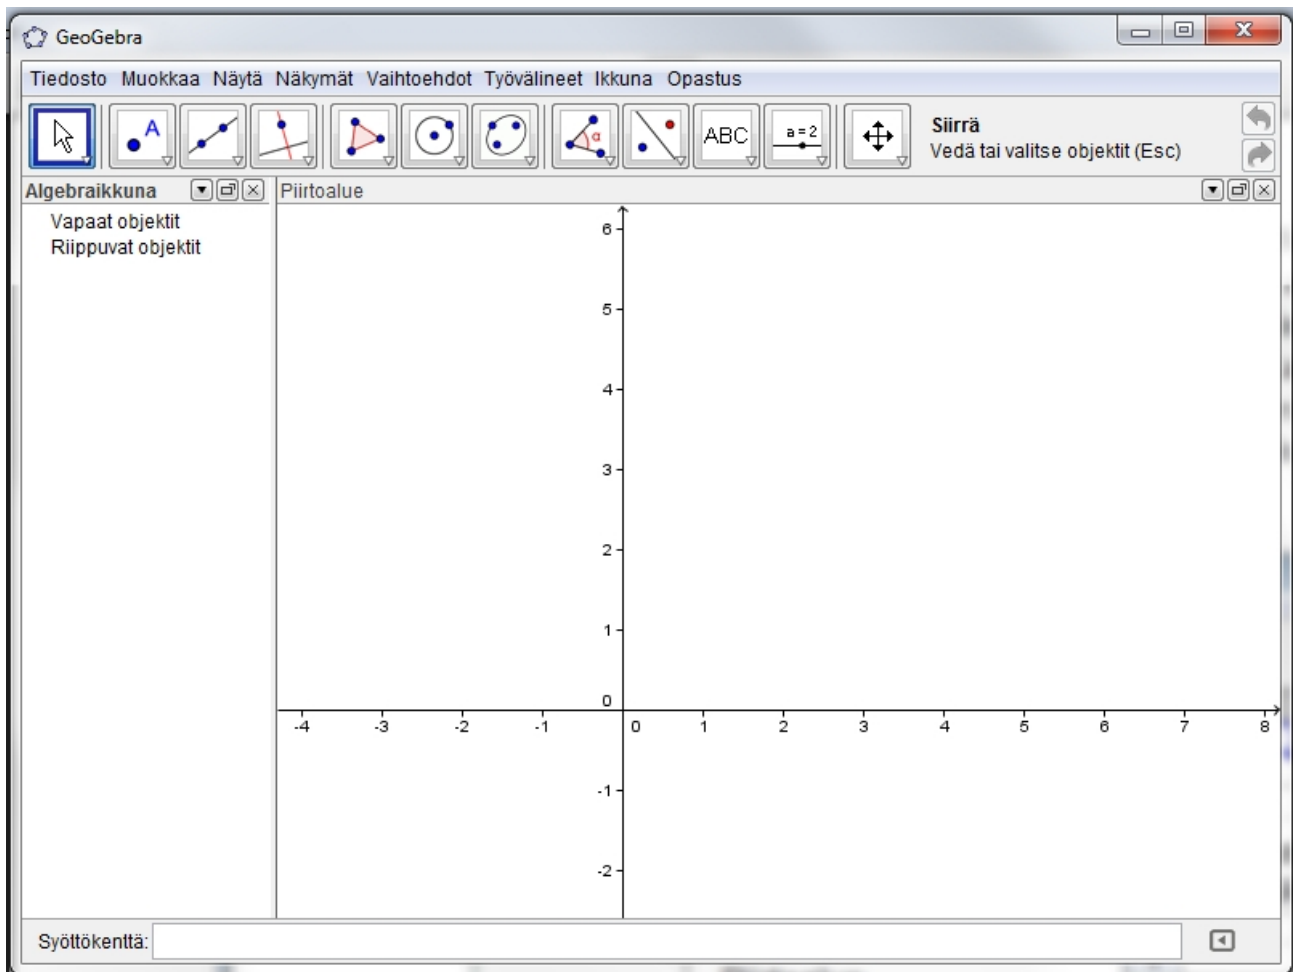 GeoGebra
Tiedosto Muokkaa Näytä Näkymät Vaihtoehdot Työvälineet Ikkuna Opastus
A
α
ABC
a=2
Siirrä
Vedä tai valitse objektit (Esc)
Algebraikkuna
Piirtoalue
Vapaat objektit
Riippuvat objektit
6
5
4
3
2
1
0
-4 -3 -2 -1 0 1 2 3 4 5 6 7 8
-1
-2
Syöttökenttä: